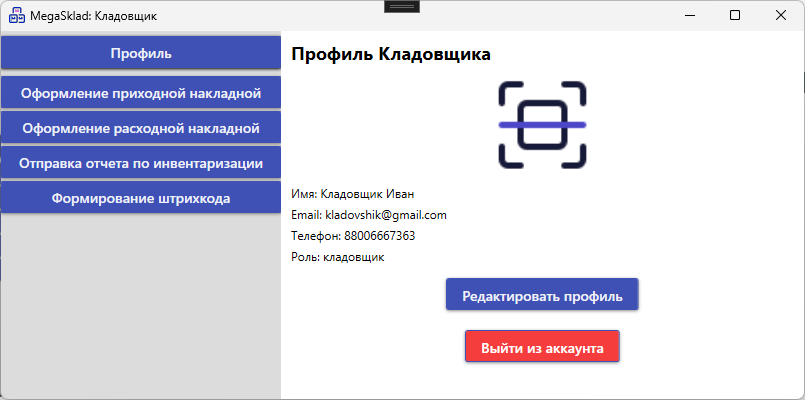 MegaSklad: Кладовщик
Профиль
Оформление приходной накладной
Оформление расходной накладной
Отправка отчета по инвентаризации
Формирование штрихкода
Профиль Кладовщика
Имя: Кладовщик Иван
Email: kladovshik@gmail.com
Телефон: 88006667363
Роль: кладовщик
Редактировать профиль
Выйти из аккаунта